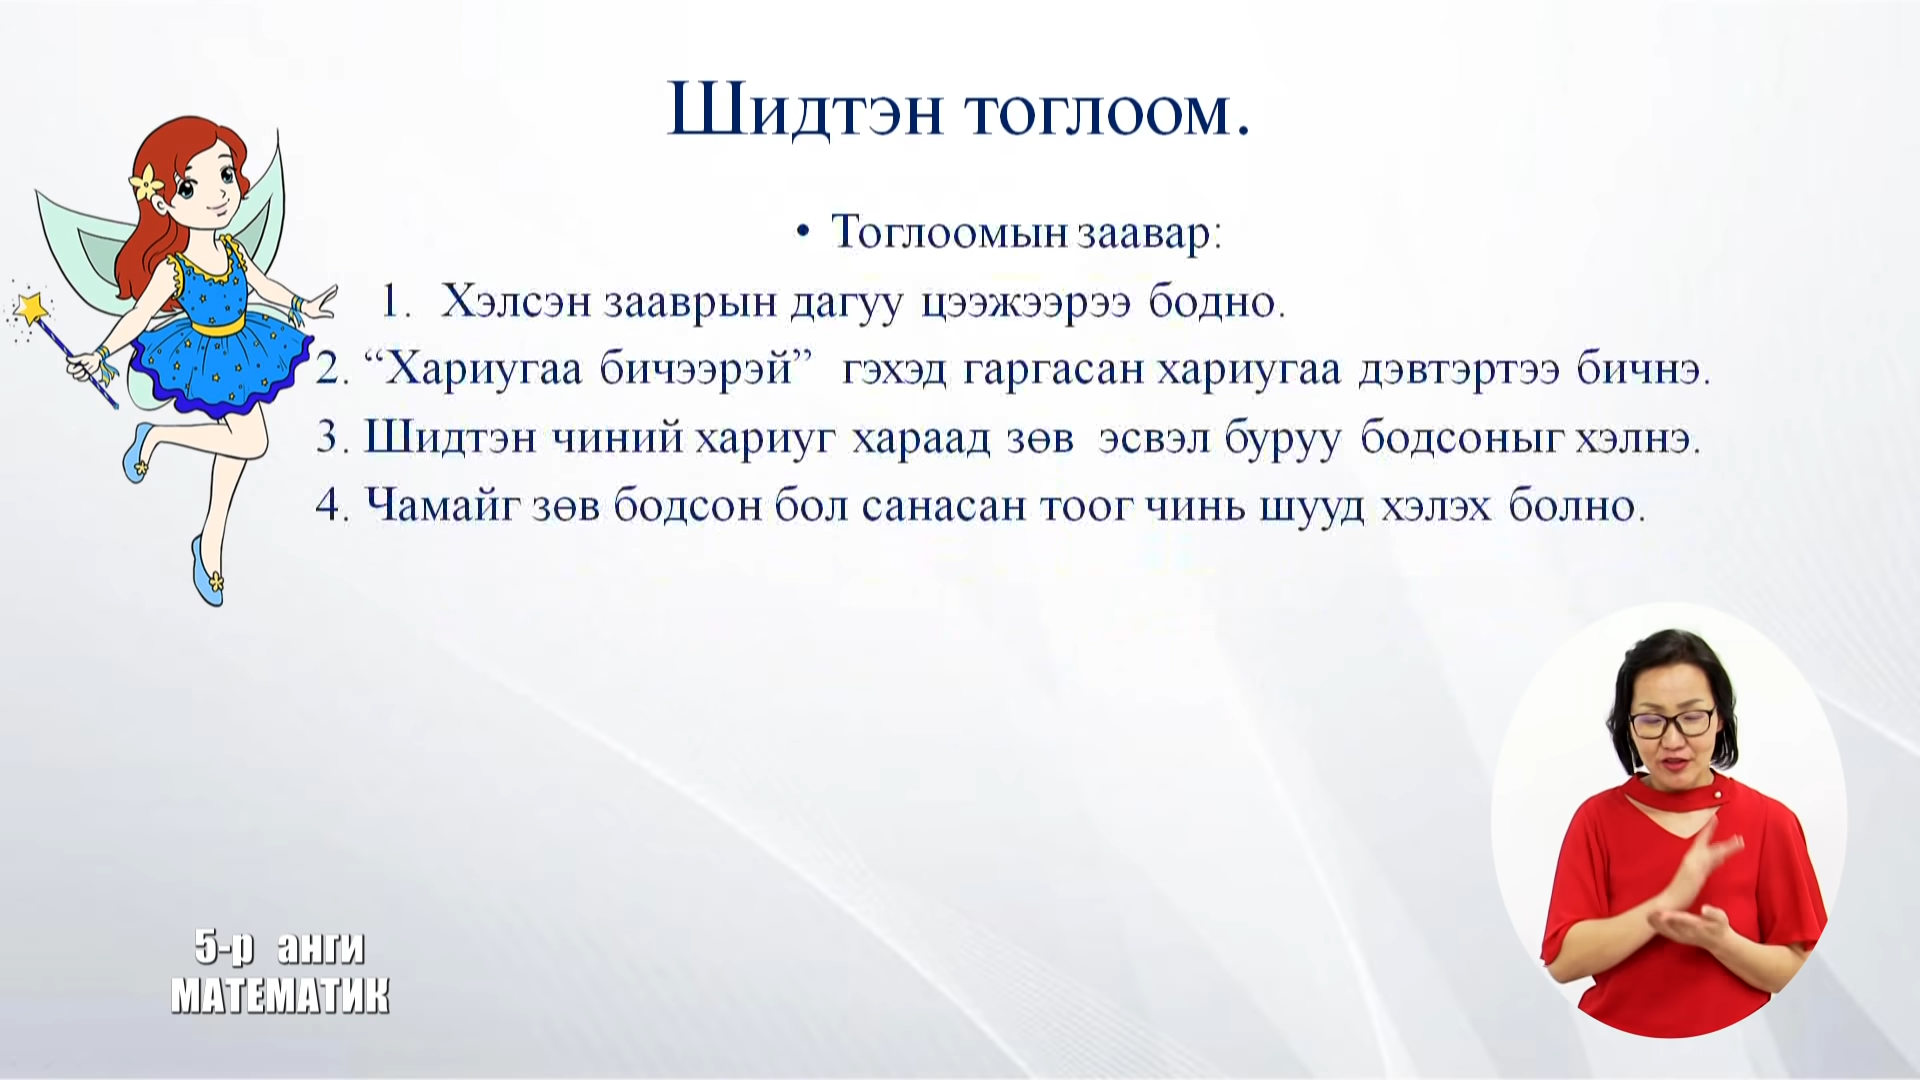 Шидтэн тоглоом.
• Тоглоомын заавар:
1. Хэлсэн зааврын дагуу цээжээрээ бодно.
2. “Хариугаа бичээрэй” гэхэд гаргасан хариугаа дэвтэртээ бичнэ.
3. Шидтэн чиний хариуг хараад зөв эсвэл буруу бодсоныг хэлнэ.
4. Чамайг зөв бодсон бол санасан тоог чинь шууд хэлэх болно.
5-р анги
МАТЕМАТИК